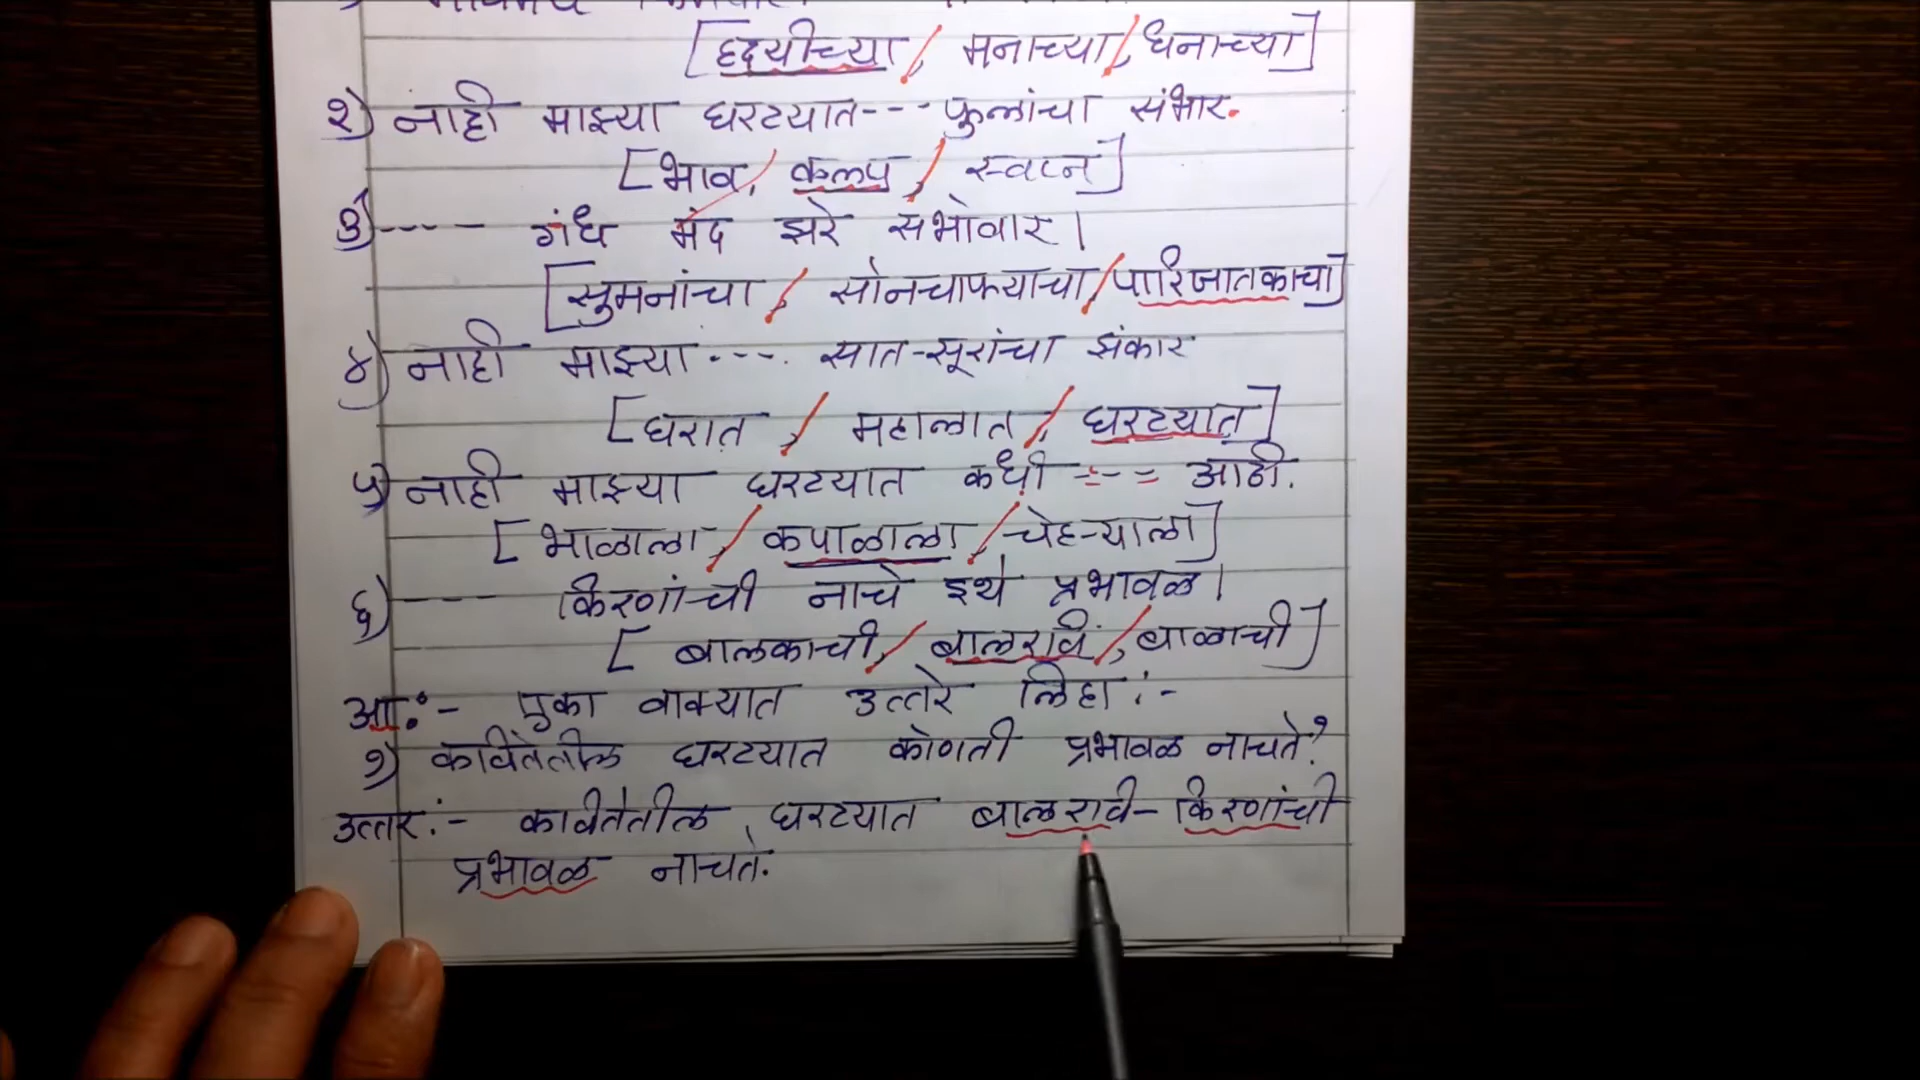 [हृदयीच्या / मनाच्या / धनाच्या]
२) नाही माझ्या घरट्यात--- फुलांचा संभार.
[भाव / कल्प / स्वप्न]
३) ---- गंध मंद झरे सभोवार।
[सुमनांचा / सोनचाफयाचा / पारिजातकाचा]
४) नाही माझ्या ---- सात-सूरांचा झंकार
[घरात / महालात / घरट्यात]
५) नाही माझ्या घरट्यात कधी --- आठी.
[भाळाला / कपाळाला / चेहऱ्याला]
६) ---- किरणांची नाचे इथे प्रभावळ।
[बालकाची / बालरवि / बाळाची]
आ:- एका वाक्यात उत्तरे लिहा:-
१) कवितेतील घरट्यात कोणती प्रभावळ नाचते?
उत्तर:- कवितेतील घरट्यात बालरवि-किरणांची
प्रभावळ नाचते.